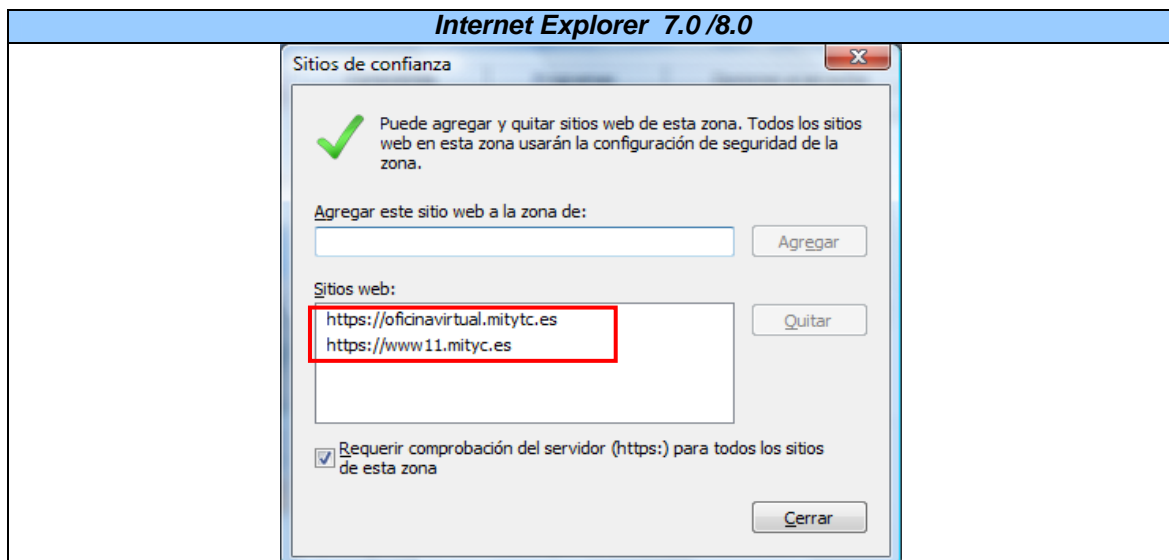 Internet Explorer 7.0 /8.0
Sitios de confianza
Puede agregar y quitar sitios web de esta zona. Todos los sitios
web en esta zona usarán la configuración de seguridad de la
zona.
Agregar este sitio web a la zona de:
Agregar
Sitios web:
https://oficinavirtual.mitytc.es
Quitar
https://www11.mityc.es
Requerir comprobación del servidor (https:) para todos los sitios
de esta zona
Cerrar